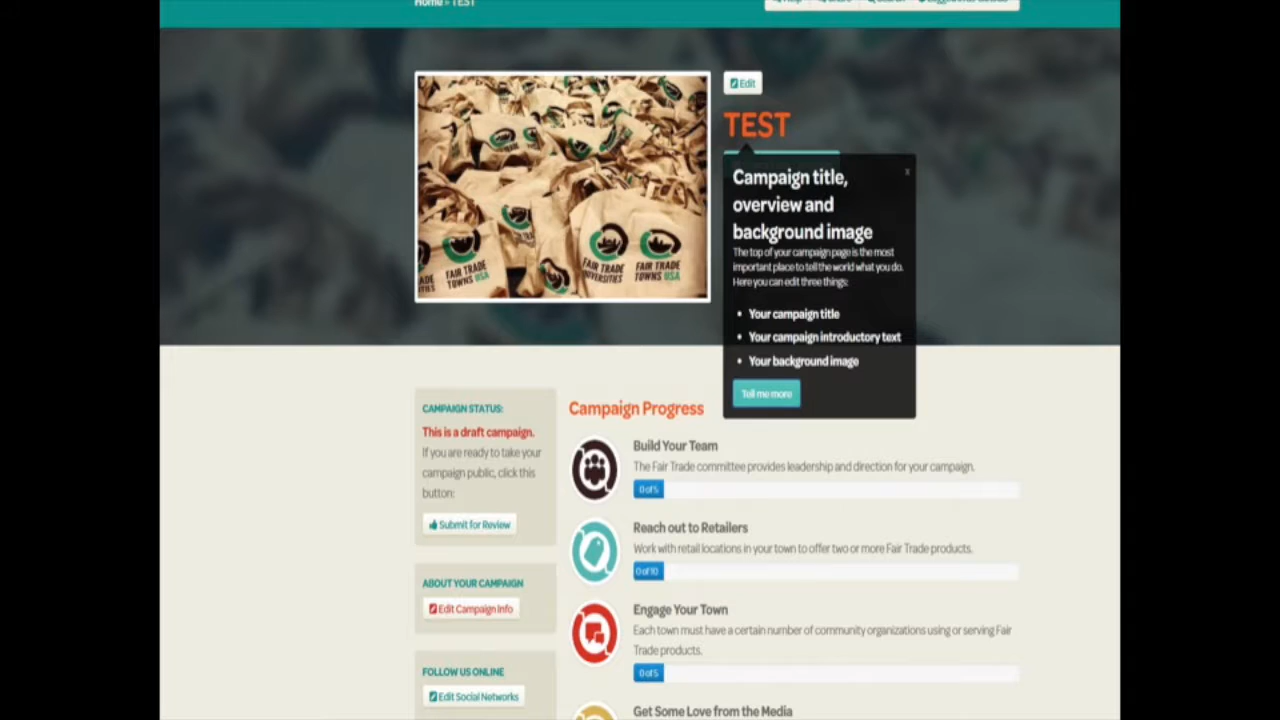 Home > TEST
Edit
TEST
Campaign title,
overview and
background image
x
The top of your campaign page is the most
important place to tell the world what you do.
Here you can edit three things:
• Your campaign title
• Your campaign introductory text
• Your background image
Tell me more
FAIR TRADE
TOWNS USA
FAIR TRADE
FAIR TRADE
TOWNS USA
CAMPAIGN STATUS:
This is a draft campaign.
If you are ready to take your
campaign public, click this
button:
Submit for Review
ABOUT YOUR CAMPAIGN
Edit Campaign Info
FOLLOW US ONLINE
Edit Social Networks
Campaign Progress
Build Your Team
The Fair Trade committee provides leadership and direction for your campaign.
0 of 5
Reach out to Retailers
Work with retail locations in your town to offer two or more Fair Trade products.
0 of 10
Engage Your Town
Each town must have a certain number of community organizations using or serving Fair
Trade products.
0 of 5
Get Some Love from the Media